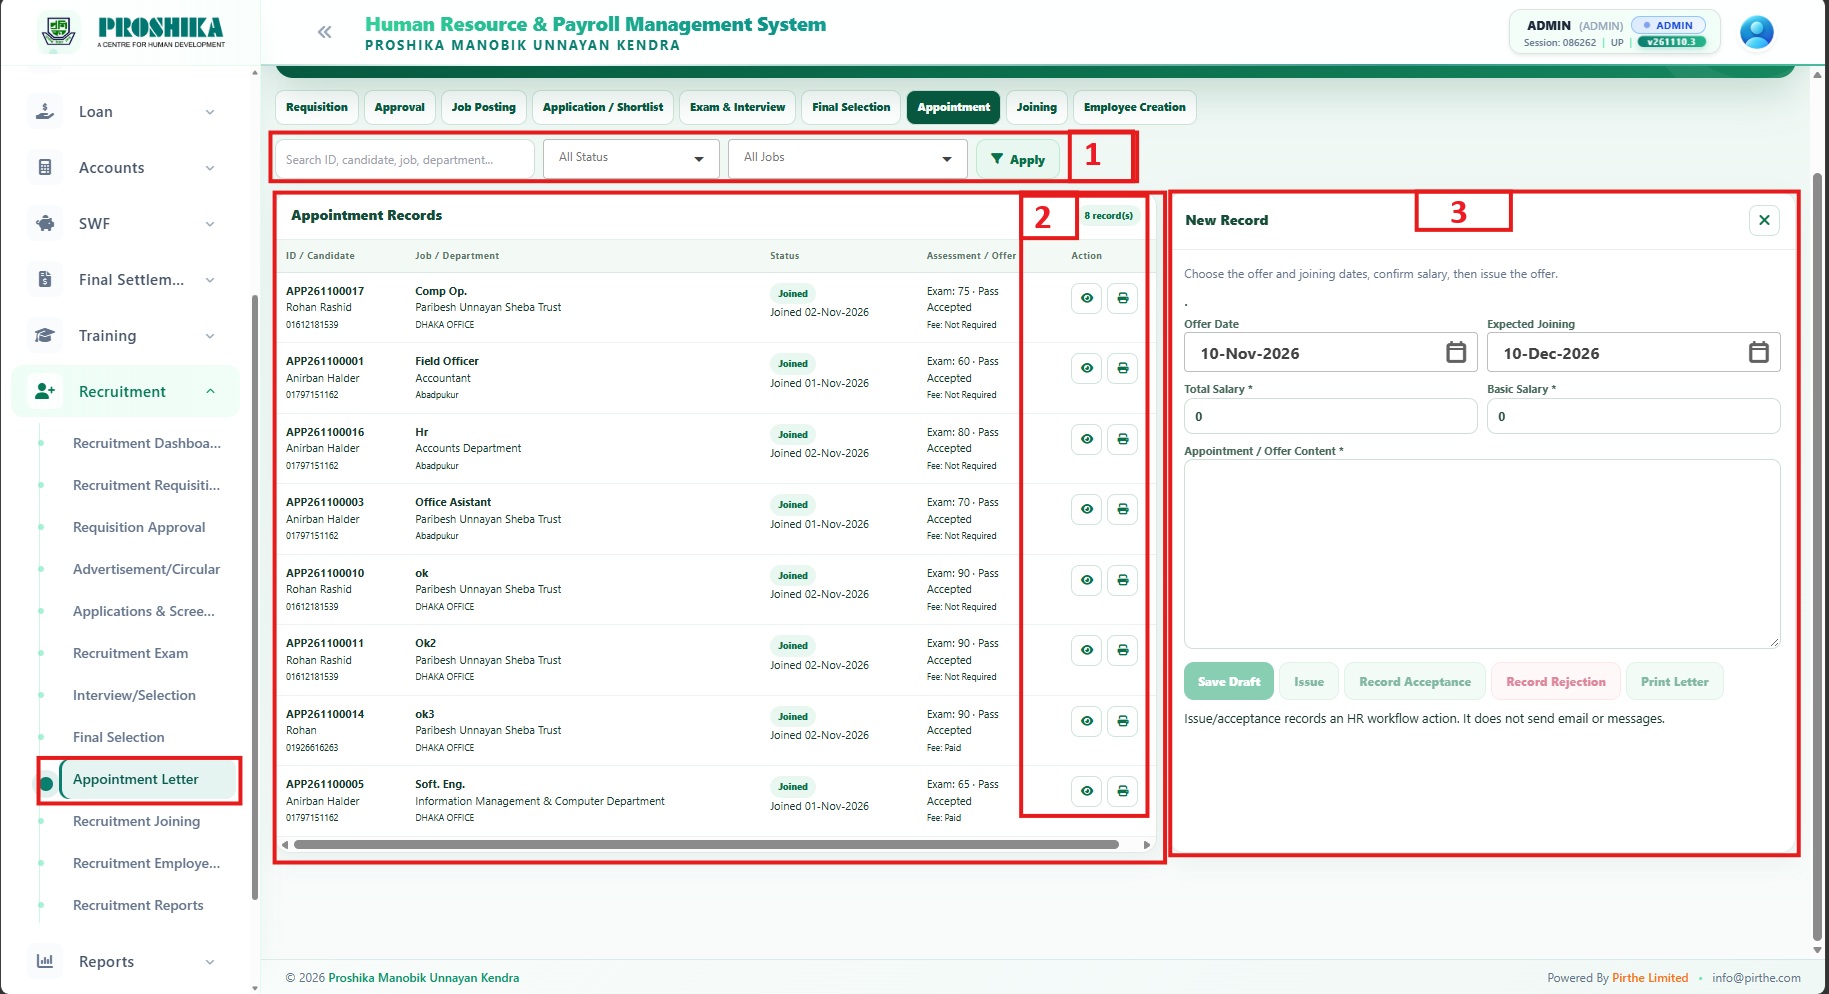 PROSHIKA
A CENTRE FOR HUMAN DEVELOPMENT
Human Resource & Payroll Management System
PROSHIKA MANOBIK UNNAYAN KENDRA
ADMIN (ADMIN) ADMIN
Session: 086262 | UP | v261110.3
Loan
Accounts
SWF
Final Settlem...
Training
Recruitment
Recruitment Dashboa...
Recruitment Requisiti...
Requisition Approval
Advertisement/Circular
Applications & Scree...
Recruitment Exam
Interview/Selection
Final Selection
Appointment Letter
Recruitment Joining
Recruitment Employe...
Recruitment Reports
Reports
Requisition Approval Job Posting Application / Shortlist Exam & Interview Final Selection Appointment Joining Employee Creation
Search ID, candidate, job, department... All Status All Jobs Apply 1
Appointment Records 2 8 record(s)
ID / Candidate Job / Department Status Assessment / Offer Action
APP261100017 Comp Op. Joined Exam: 75 · Pass
Rohan Rashid Paribesh Unnayan Sheba Trust Joined 02-Nov-2026 Accepted
01612181539 DHAKA OFFICE Fee: Not Required
APP261100001 Field Officer Joined Exam: 60 · Pass
Anirban Halder Accountant Joined 01-Nov-2026 Accepted
01797151162 Abadpukur Fee: Not Required
APP261100016 Hr Joined Exam: 80 · Pass
Anirban Halder Accounts Department Joined 02-Nov-2026 Accepted
01797151162 Abadpukur Fee: Not Required
APP261100003 Office Asistant Joined Exam: 70 · Pass
Anirban Halder Paribesh Unnayan Sheba Trust Joined 01-Nov-2026 Accepted
01797151162 Abadpukur Fee: Not Required
APP261100010 ok Joined Exam: 90 · Pass
Rohan Rashid Paribesh Unnayan Sheba Trust Joined 02-Nov-2026 Accepted
01612181539 DHAKA OFFICE Fee: Not Required
APP261100011 Ok2 Joined Exam: 90 · Pass
Rohan Rashid Paribesh Unnayan Sheba Trust Joined 02-Nov-2026 Accepted
01612181539 DHAKA OFFICE Fee: Not Required
APP261100014 ok3 Joined Exam: 90 · Pass
Rohan Paribesh Unnayan Sheba Trust Joined 02-Nov-2026 Accepted
01926616263 DHAKA OFFICE Fee: Paid
APP261100005 Soft. Eng. Joined Exam: 65 · Pass
Anirban Halder Information Management & Computer Department Joined 01-Nov-2026 Accepted
01797151162 DHAKA OFFICE Fee: Paid
New Record 3
Choose the offer and joining dates, confirm salary, then issue the offer.
.
Offer Date Expected Joining
10-Nov-2026 10-Dec-2026
Total Salary * Basic Salary *
0 0
Appointment / Offer Content *
Save Draft Issue Record Acceptance Record Rejection Print Letter
Issue/acceptance records an HR workflow action. It does not send email or messages.
© 2026 Proshika Manobik Unnayan Kendra
Powered By Pirthe Limited • info@pirthe.com